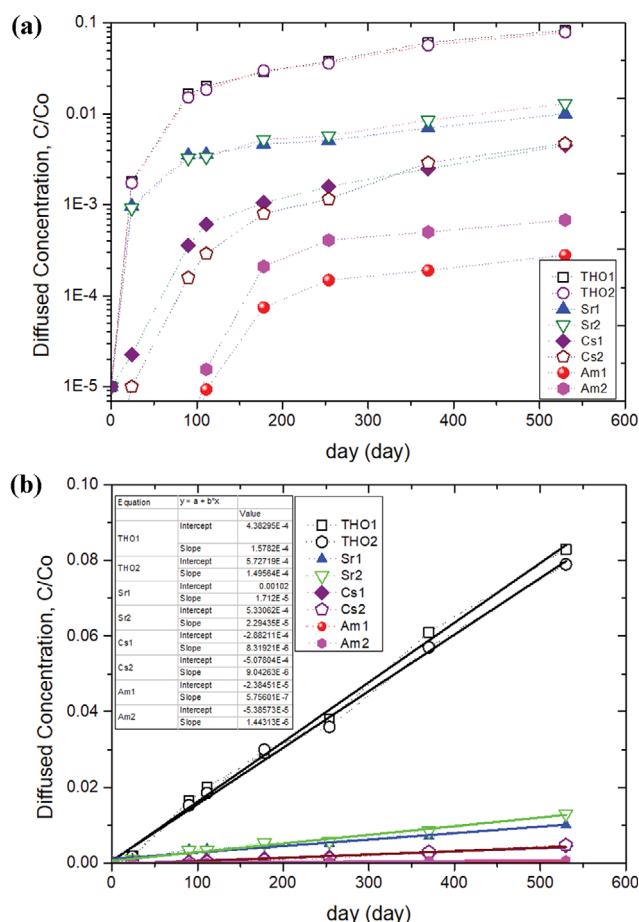 (a)
0.1
0.01
1E-3
1E-4
1E-5
Diffused Concentration, C/Co
THO1
THO2
Sr1
Sr2
Cs1
Cs2
Am1
Am2
0 100 200 300 400 500 600
day (day)
(b)
0.10
0.08
0.06
0.04
0.02
0.00
Diffused Concentration, C/Co
Equation y = a + b*x
Value
THO1 Intercept 4.38295E-4
Slope 1.5782E-4
THO2 Intercept 5.72719E-4
Slope 1.49564E-4
Sr1 Intercept 0.00102
Slope 1.712E-5
Sr2 Intercept 5.33062E-4
Slope 2.29435E-5
Cs1 Intercept -2.88211E-4
Slope 8.31921E-6
Cs2 Intercept -5.07804E-4
Slope 9.04263E-6
Am1 Intercept -2.38451E-5
Slope 5.75601E-7
Am2 Intercept -5.38573E-5
Slope 1.44313E-6
THO1
THO2
Sr1
Sr2
Cs1
Cs2
Am1
Am2
0 100 200 300 400 500 600
day (day)